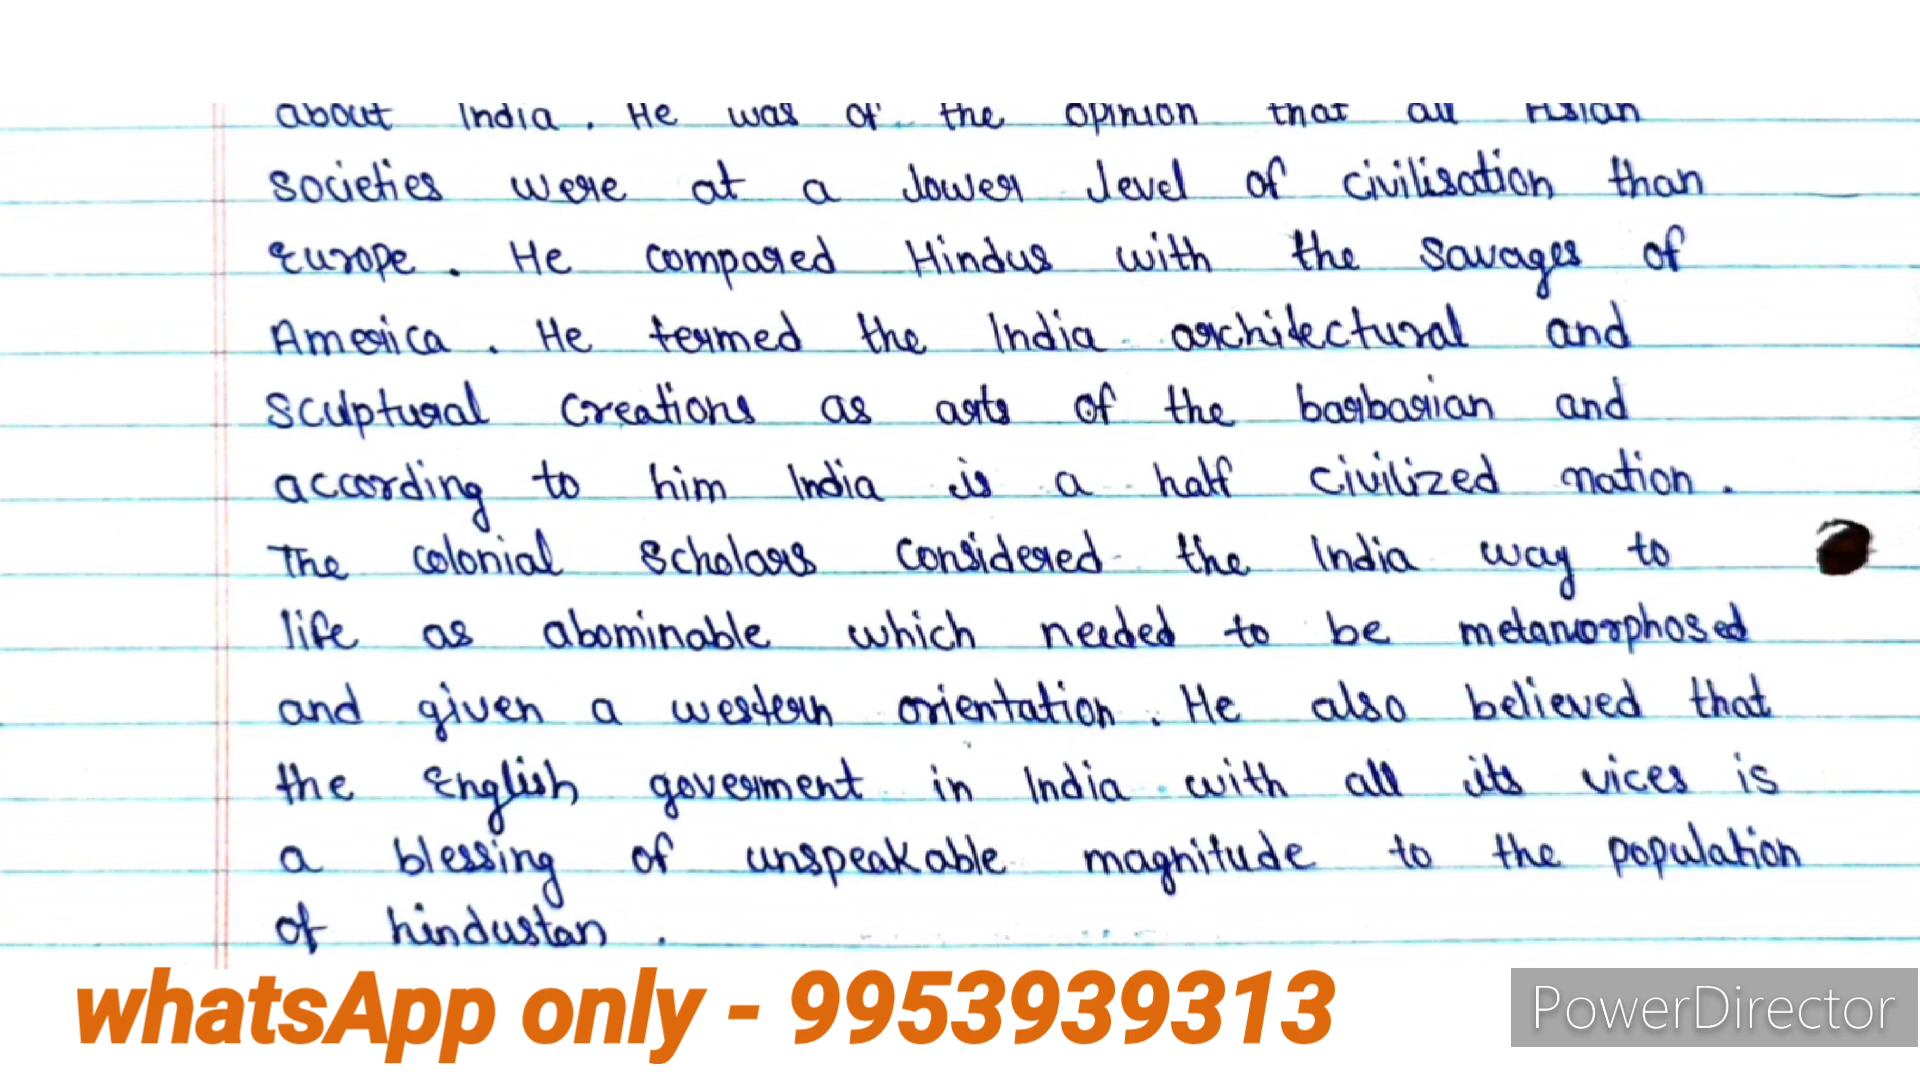 about India. He was of the opinion that all Asian
societies were at a lower level of civilisation than
Europe. He compared Hindus with the Savages of
America. He termed the India architectural and
sculptural creations as arts of the barbarian and
according to him India is a half civilized nation.
The colonial scholars considered the India way to
life as abominable which needed to be metamorphosed
and given a western orientation. He also believed that
the English goverment in India with all its vices is
a blessing of unspeakable magnitude to the population
of hindustan.
whatsApp only - 9953939313
PowerDirector